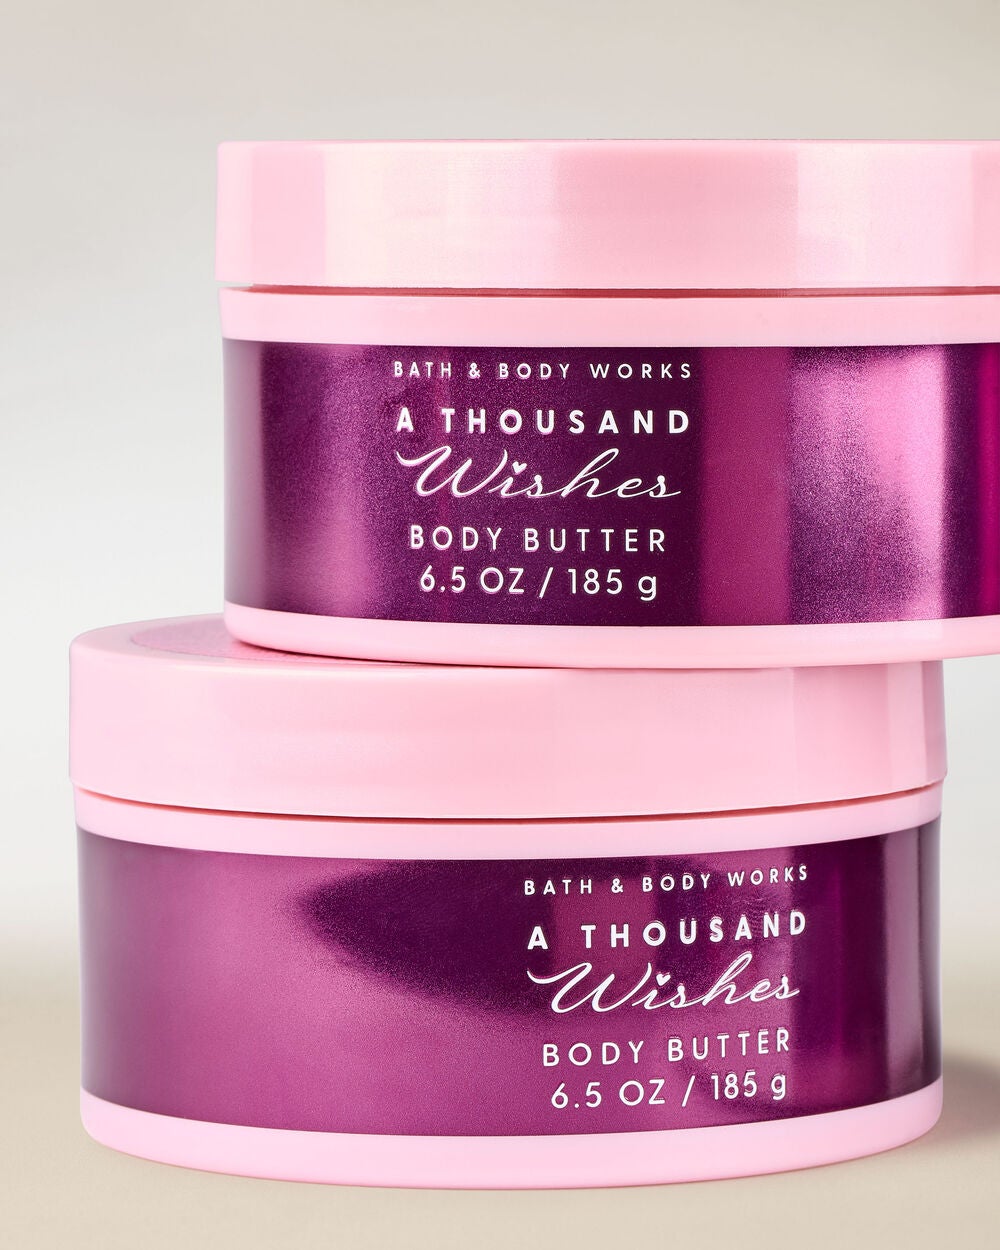 BATH & BODY WORKS
A THOUSAND
Wishes
BODY BUTTER
6.5 OZ / 185 g
BATH & BODY WORKS
A THOUSAND
Wishes
BODY BUTTER
6.5 OZ / 185 g